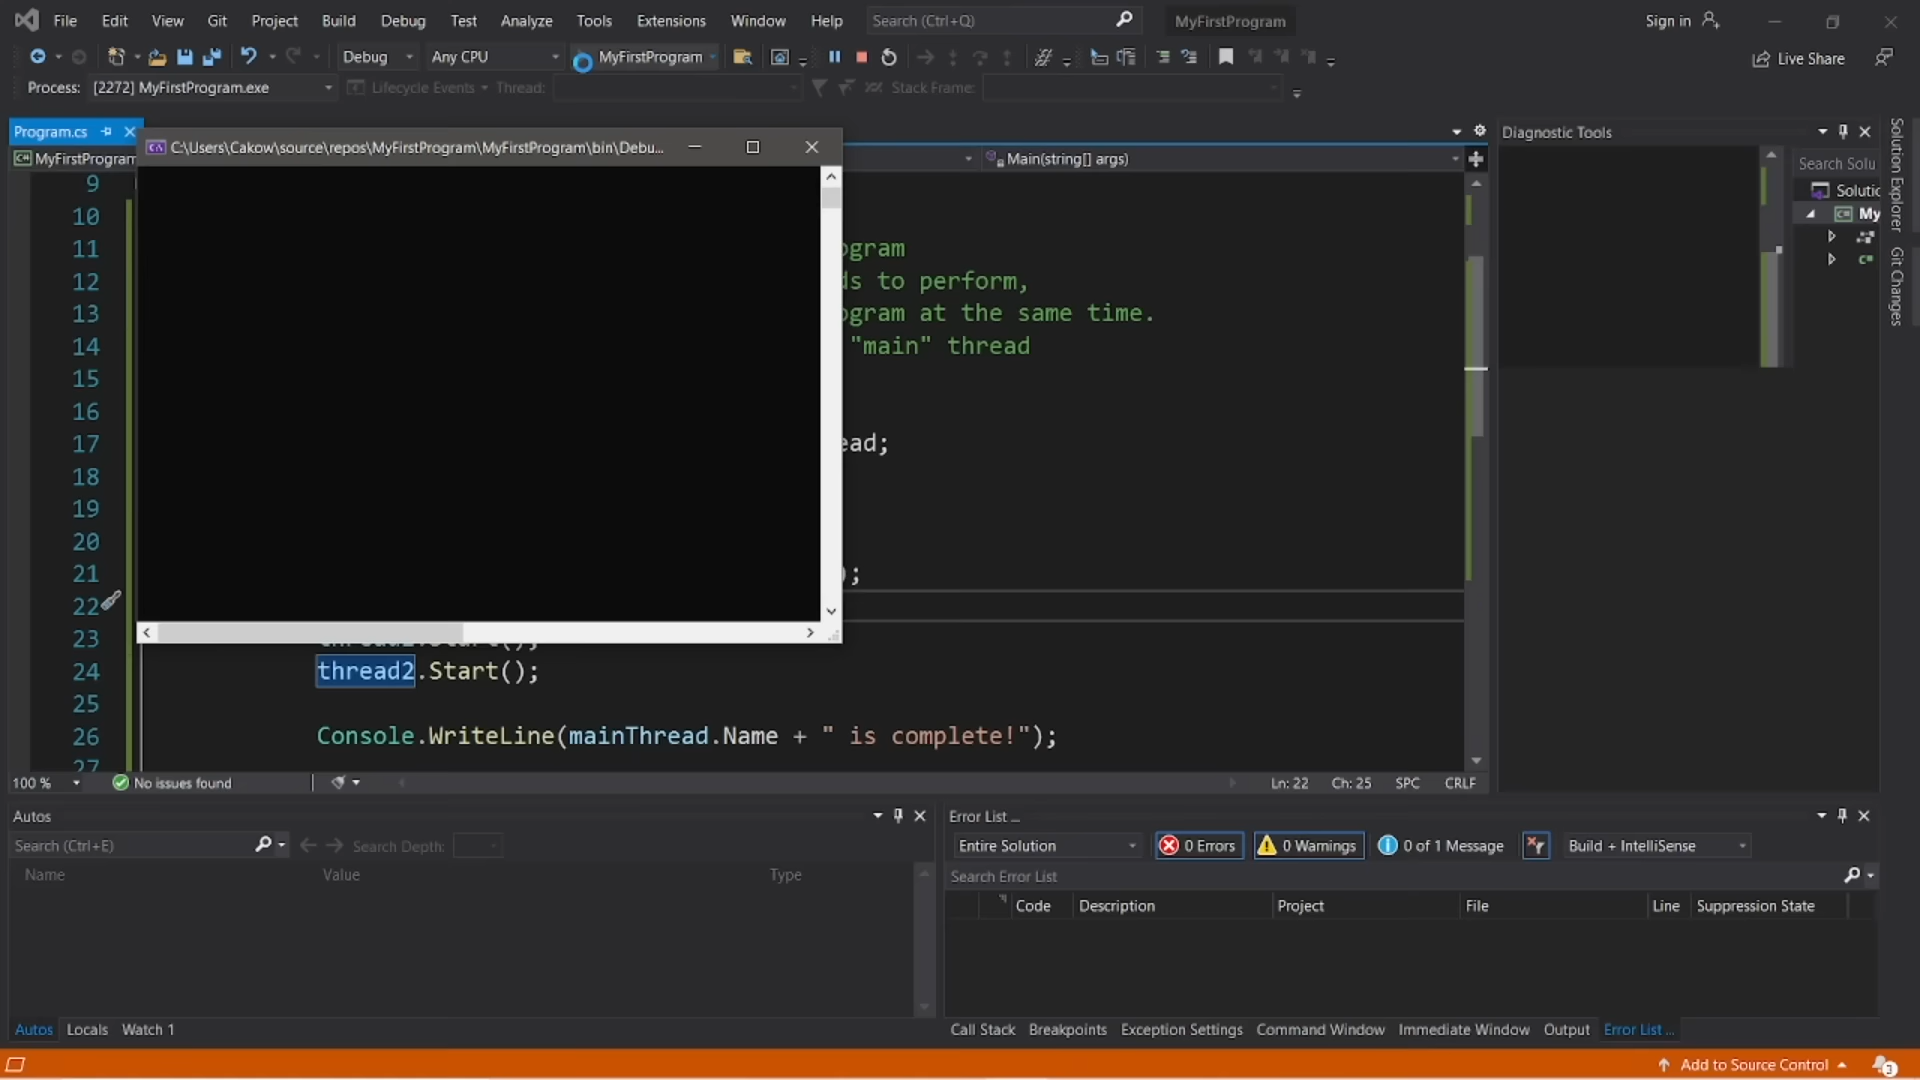 File Edit View Git Project Build Debug Test Analyze Tools Extensions Window Help Search (Ctrl+Q) MyFirstProgram Sign in
Debug Any CPU MyFirstProgram Live Share
Process: [2272] MyFirstProgram.exe Lifecycle Events Thread: Stack Frame:
Program.cs Diagnostic Tools
C:\Users\Cakow\source\repos\MyFirstProgram\MyFirstProgram\bin\Debu...
MyFirstProgram Main(string[] args) Search Solu
Solutic
My
Solution Explorer
Git Changes
9
10
11 ogram
12 ds to perform,
13 ogram at the same time.
14 "main" thread
15
16
17 ead;
18
19
20
21 );
22
23
24 thread2.Start();
25
26 Console.WriteLine(mainThread.Name + " is complete!");
27
100 % No issues found Ln: 22 Ch: 25 SPC CRLF
Autos
Search (Ctrl+E) Search Depth:
Name Value Type
Autos Locals Watch 1
Error List ...
Entire Solution 0 Errors 0 Warnings 0 of 1 Message Build + IntelliSense
Search Error List
Code Description Project File Line Suppression State
Call Stack Breakpoints Exception Settings Command Window Immediate Window Output Error List ...
Add to Source Control 3